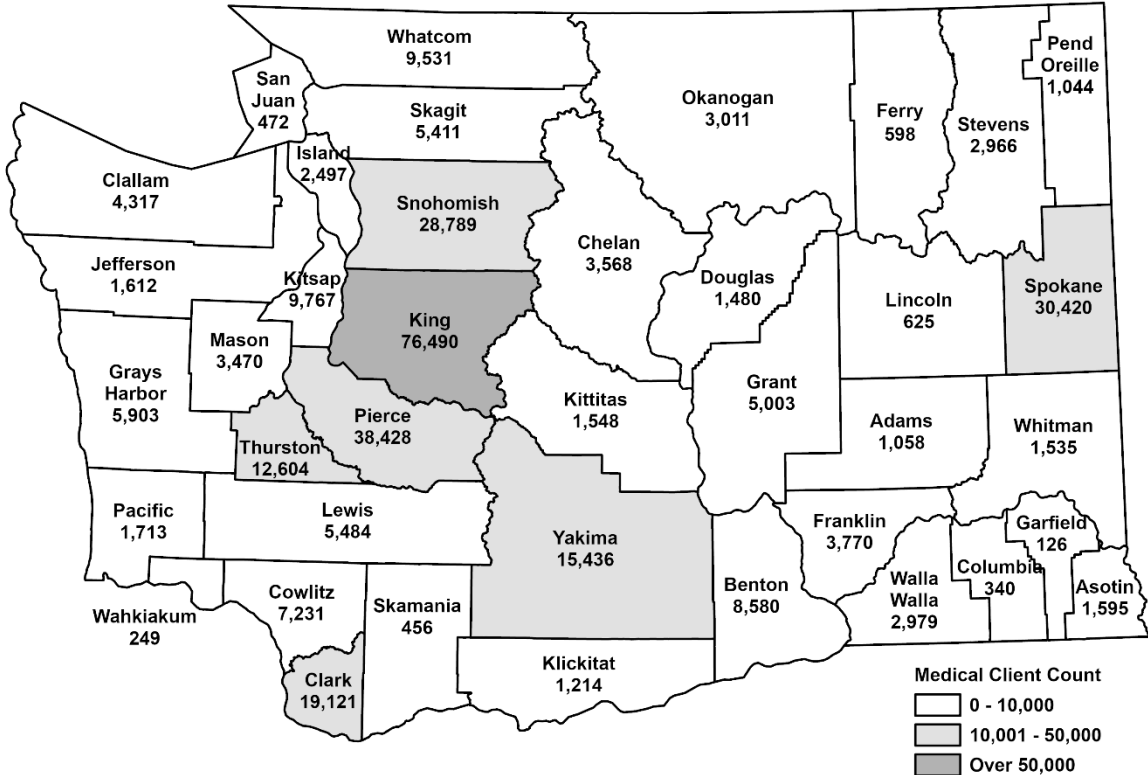 Whatcom
9,531
San
Juan
472
Skagit
5,411
Okanogan
3,011
Ferry
598
Stevens
2,966
Pend
Oreille
1,044
Island
2,497
Clallam
4,317
Snohomish
28,789
Chelan
3,568
Douglas
1,480
Jefferson
1,612
Kitsap
9,767
Lincoln
625
Spokane
30,420
King
76,490
Mason
3,470
Grays
Harbor
5,903
Grant
5,003
Kittitas
1,548
Pierce
38,428
Adams
1,058
Whitman
1,535
Thurston
12,604
Pacific
1,713
Lewis
5,484
Yakima
15,436
Franklin
3,770
Garfield
126
Columbia
340
Walla
Walla
2,979
Asotin
1,595
Benton
8,580
Wahkiakum
249
Cowlitz
7,231
Skamania
456
Clark
19,121
Klickitat
1,214
Medical Client Count
0 - 10,000
10,001 - 50,000
Over 50,000